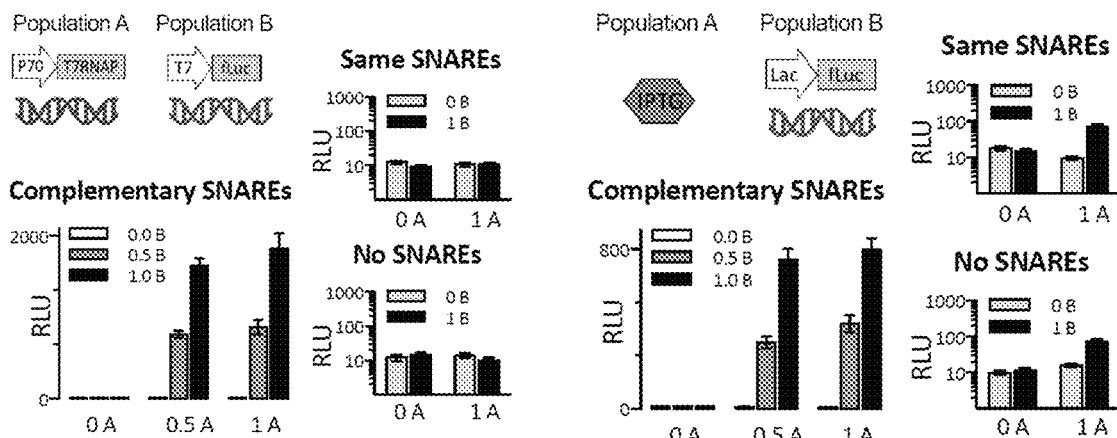 Population A Population B
P70 T7RNAP T7 fLuc
Same SNAREs
1000
100
10
RLU
0 B
1 B
0 A 1 A
Complementary SNAREs
2000
0
RLU
0.0 B
0.5 B
1.0 B
0 A 0.5 A 1 A
No SNAREs
1000
100
10
RLU
0 B
1 B
0 A 1 A
Population A Population B
IPTG Lac fLuc
Same SNAREs
1000
100
10
RLU
0 B
1 B
0 A 1 A
Complementary SNAREs
800
0
RLU
0.0 B
0.5 B
1.0 B
0 A 0.5 A 1 A
No SNAREs
1000
100
10
RLU
0 B
1 B
0 A 1 A